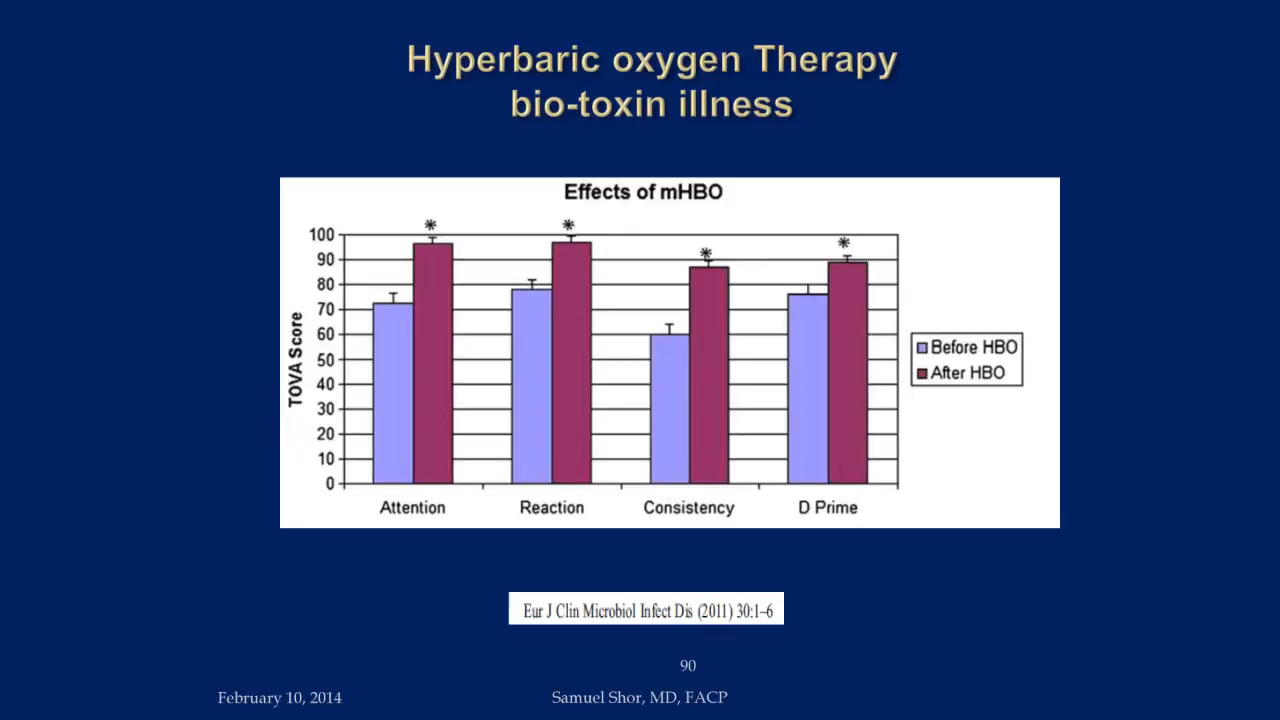 Hyperbaric oxygen Therapy
bio-toxin illness
Effects of mHBO
TOVA Score
100
90
80
70
60
50
40
30
20
10
0
* * * *
Attention Reaction Consistency D Prime
Before HBO
After HBO
Eur J Clin Microbiol Infect Dis (2011) 30:1–6
90
February 10, 2014 Samuel Shor, MD, FACP